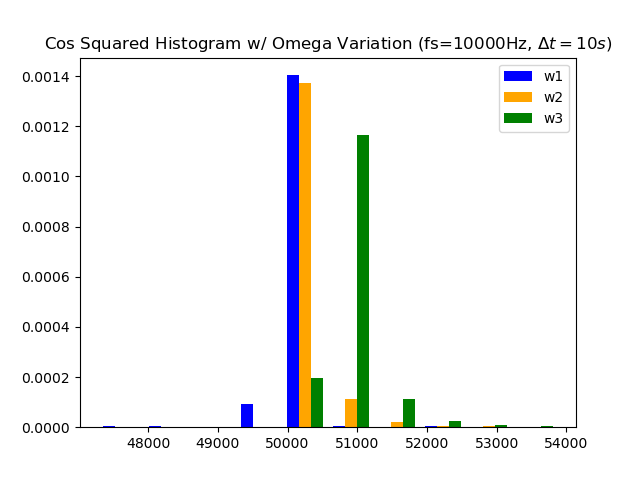 Cos Squared Histogram w/ Omega Variation (fs=10000Hz, Δt = 10s)
w1
w2
w3
0.0014
0.0012
0.0010
0.0008
0.0006
0.0004
0.0002
0.0000
48000 49000 50000 51000 52000 53000 54000